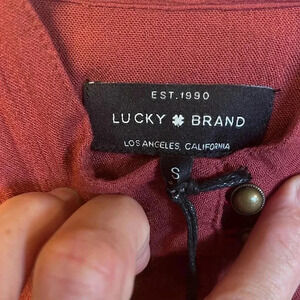 EST. 1990
LUCKY BRAND
LOS ANGELES, CALIFORNIA
S